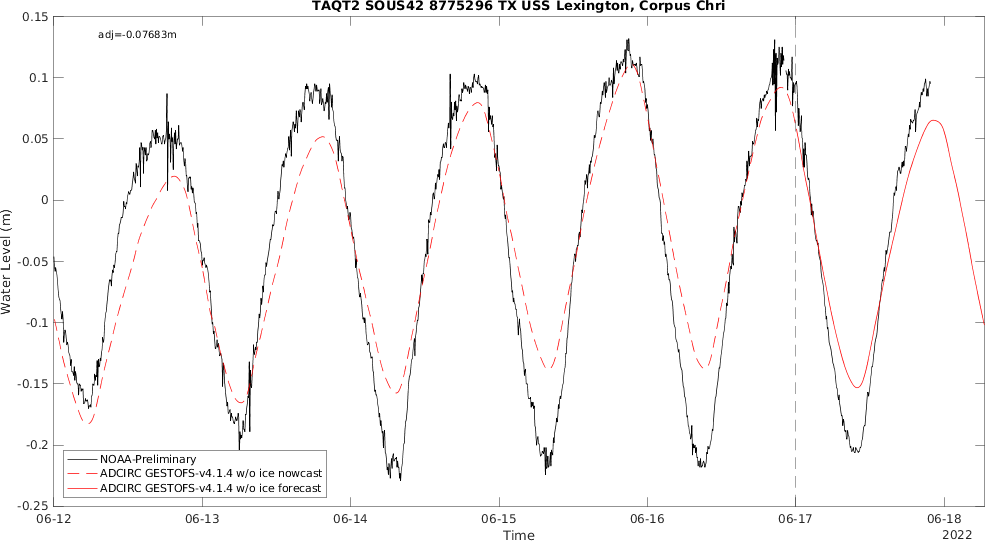 TAQT2 SOUS42 8775296 TX USS Lexington, Corpus Chri
adj=-0.07683m
0.15
0.1
0.05
0
-0.05
-0.1
-0.15
-0.2
-0.25
Water Level (m)
NOAA-Preliminary
ADCIRC GESTOFS-v4.1.4 w/o ice nowcast
ADCIRC GESTOFS-v4.1.4 w/o ice forecast
06-12 06-13 06-14 06-15 06-16 06-17 06-18
Time
2022